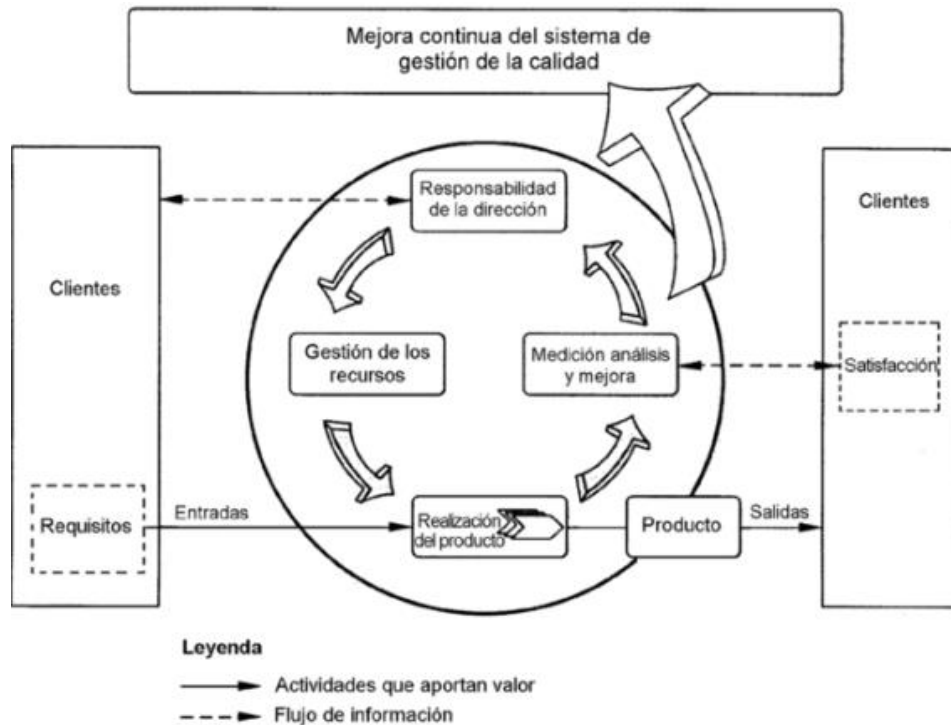 Mejora continua del sistema de
gestión de la calidad
Clientes
Requisitos
Entradas
Responsabilidad
de la dirección
Gestión de los
recursos
Medición análisis
y mejora
Realización
del producto
Producto
Salidas
Clientes
Satisfacción
Leyenda
Actividades que aportan valor
Flujo de información